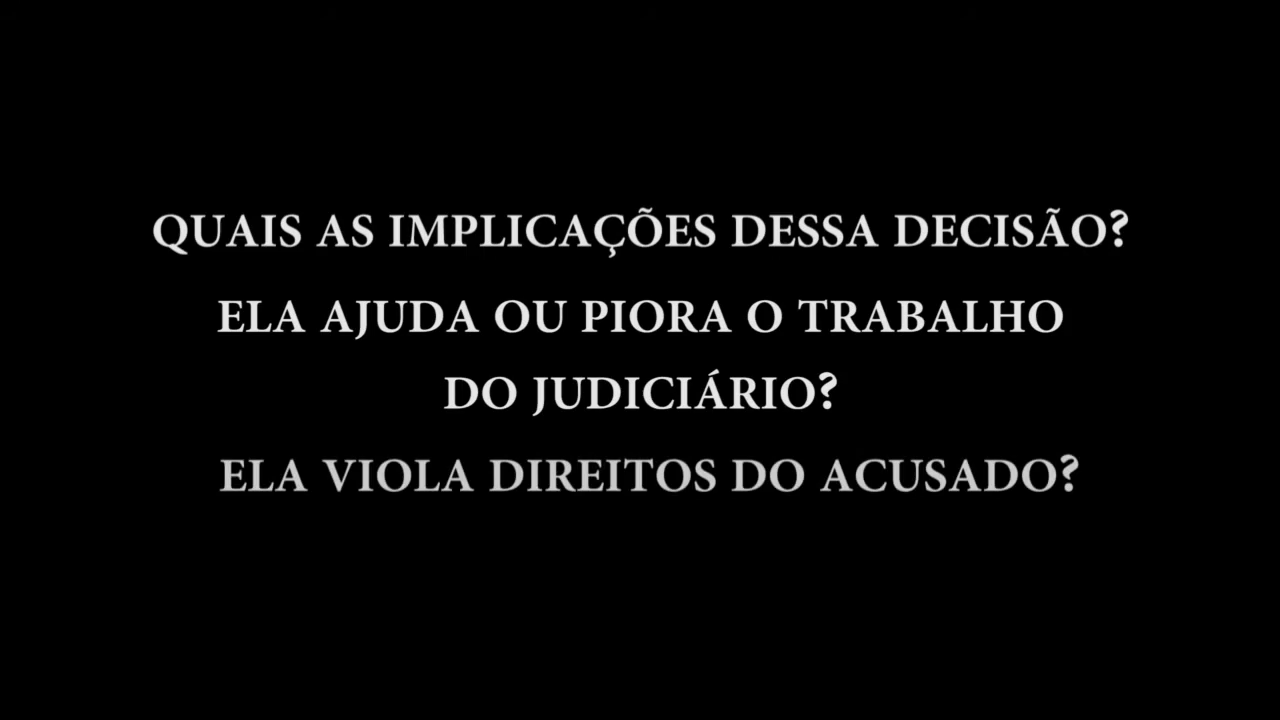 QUAIS AS IMPLICAÇÕES DESSA DECISÃO?
ELA AJUDA OU PIORA O TRABALHO
DO JUDICIÁRIO?
ELA VIOLA DIREITOS DO ACUSADO?